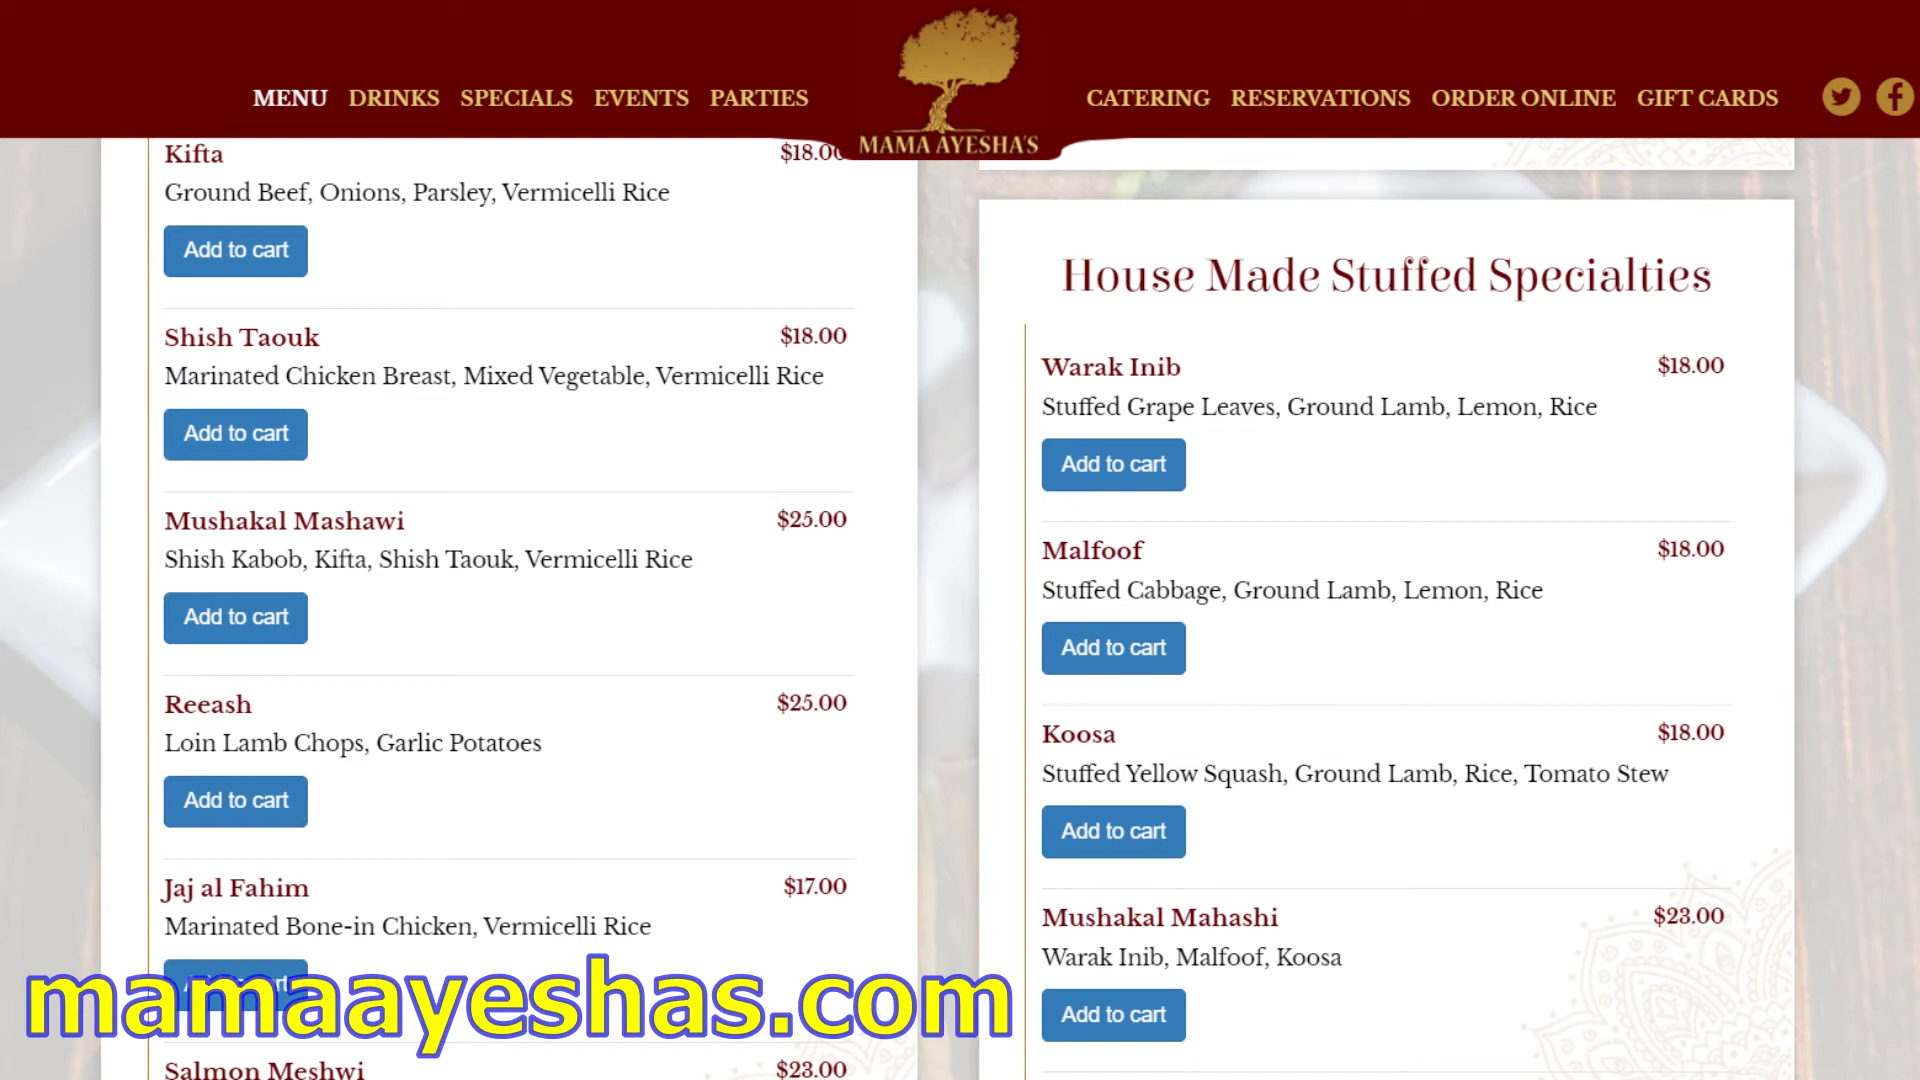 MENU DRINKS SPECIALS EVENTS PARTIES
MAMA AYESHA'S
CATERING RESERVATIONS ORDER ONLINE GIFT CARDS
Kifta $18.00
Ground Beef, Onions, Parsley, Vermicelli Rice
Add to cart
Shish Taouk $18.00
Marinated Chicken Breast, Mixed Vegetable, Vermicelli Rice
Add to cart
Mushakal Mashawi $25.00
Shish Kabob, Kifta, Shish Taouk, Vermicelli Rice
Add to cart
Reeash $25.00
Loin Lamb Chops, Garlic Potatoes
Add to cart
Jaj al Fahim $17.00
Marinated Bone-in Chicken, Vermicelli Rice
Add to cart
Salmon Meshwi $23.00
House Made Stuffed Specialties
Warak Inib $18.00
Stuffed Grape Leaves, Ground Lamb, Lemon, Rice
Add to cart
Malfoof $18.00
Stuffed Cabbage, Ground Lamb, Lemon, Rice
Add to cart
Koosa $18.00
Stuffed Yellow Squash, Ground Lamb, Rice, Tomato Stew
Add to cart
Mushakal Mahashi $23.00
Warak Inib, Malfoof, Koosa
Add to cart
mamaayeshas.com